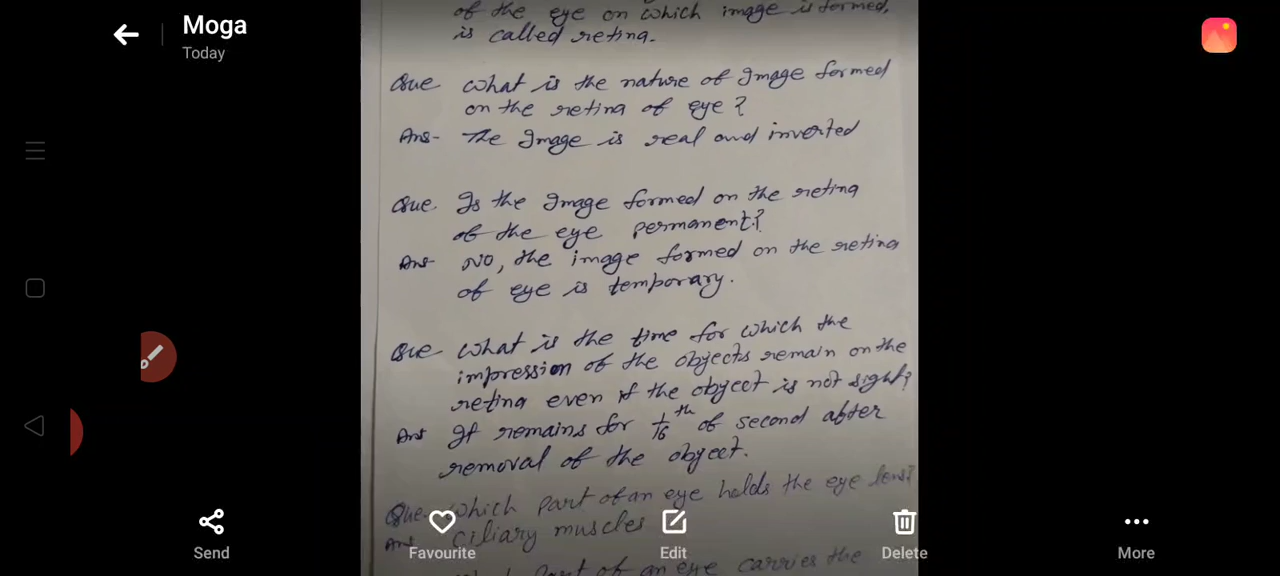 Moga
Today
of the eye on which image is formed,
is called retina.
Que What is the nature of Image formed
on the retina of eye?
Ans- The Image is real and inverted
Que. Is the Image formed on the retina
of the eye permanent?
Ans- No, the image formed on the retina
of eye is temporary.
Que What is the time for which the
impression of the objects remain on the
retina even if the object is not sight?
Ans It remains for 1/16th of second after
removal of the object.
Que. Which part of an eye holds the eye lens?
Ans ciliary muscles
part of an eye carries the
Send
Favourite
Edit
Delete
More